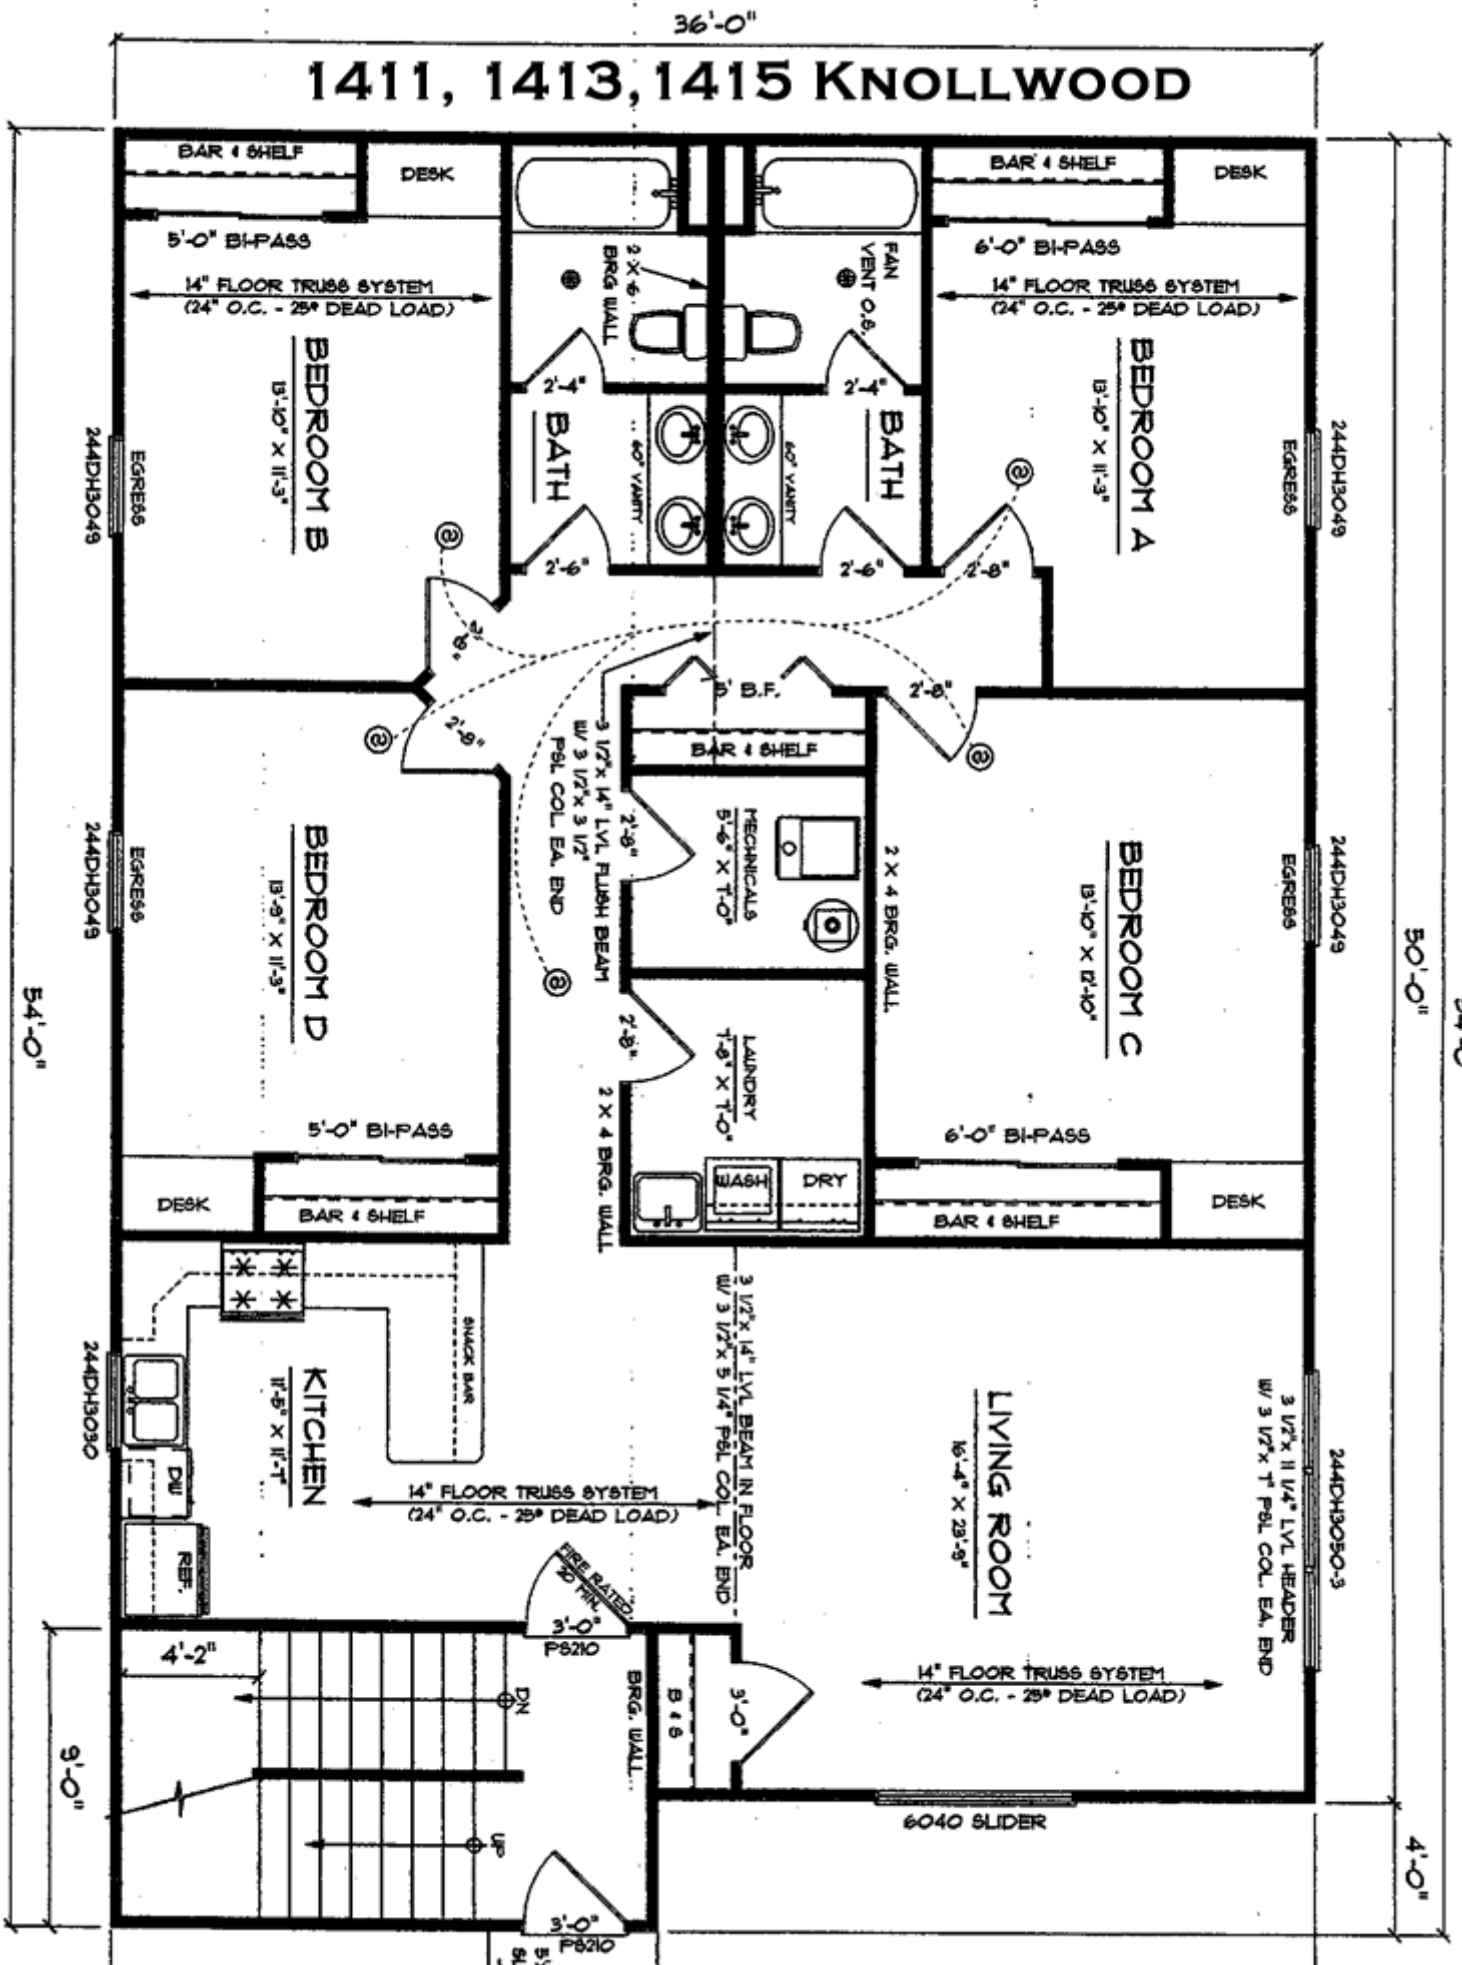 36'-0"
1411, 1413, 1415 KNOLLWOOD
BAR & SHELF
DESK
BAR & SHELF
DESK
5'-0" BI-PASS
6'-0" BI-PASS
14" FLOOR TRUSS SYSTEM
(24" O.C. - 25# DEAD LOAD)
2 X 6
BRG WALL
FAN
VENT O.S.
14" FLOOR TRUSS SYSTEM
(24" O.C. - 25# DEAD LOAD)
2'-4"
2'-4"
BEDROOM B
13'-10" X 11'-3"
BATH
60" VANITY
60" VANITY
BATH
BEDROOM A
13'-10" X 11'-3"
244DH3049
EGRESS
EGRESS
244DH3049
2'-6"
2'-6"
2'-8"
5' B.F.
2'-8"
2'-8"
BAR & SHELF
3 1/2" x 14" LVL FLUSH BEAM
W/ 3 1/2" x 3 1/2"
PSL COL. EA. END
2'-8"
MECHNICALS
5'-6" X 7'-0"
2 X 4 BRG. WALL
244DH3049
EGRESS
BEDROOM D
13'-9" X 11'-3"
BEDROOM C
13'-10" X 12'-10"
EGRESS
244DH3049
50'-0"
54'-0"
2'-8"
LAUNDRY
7'-8" X 7'-0"
2 X 4 BRG. WALL
5'-0" BI-PASS
6'-0" BI-PASS
DESK
BAR & SHELF
WASH
DRY
BAR & SHELF
DESK
SNACK BAR
244DH3030
KITCHEN
11'-5" X 11'-7"
DW
REF.
3 1/2" x 14" LVL BEAM IN FLOOR
W/ 3 1/2" x 5 1/4" PSL COL. EA. END
LIVING ROOM
16'-4" X 23'-9"
3 1/2" x 11 1/4" LVL HEADER
W/ 3 1/2" x 7" PSL COL. EA. END
244DH3050-3
14" FLOOR TRUSS SYSTEM
(24" O.C. - 25# DEAD LOAD)
FIRE RATED
20 MIN.
3'-0"
PS210
4'-2"
DN
BRG. WALL
B & S
3'-0"
14" FLOOR TRUSS SYSTEM
(24" O.C. - 25# DEAD LOAD)
9'-0"
UP
6040 SLIDER
4'-0"
3'-0"
PS210